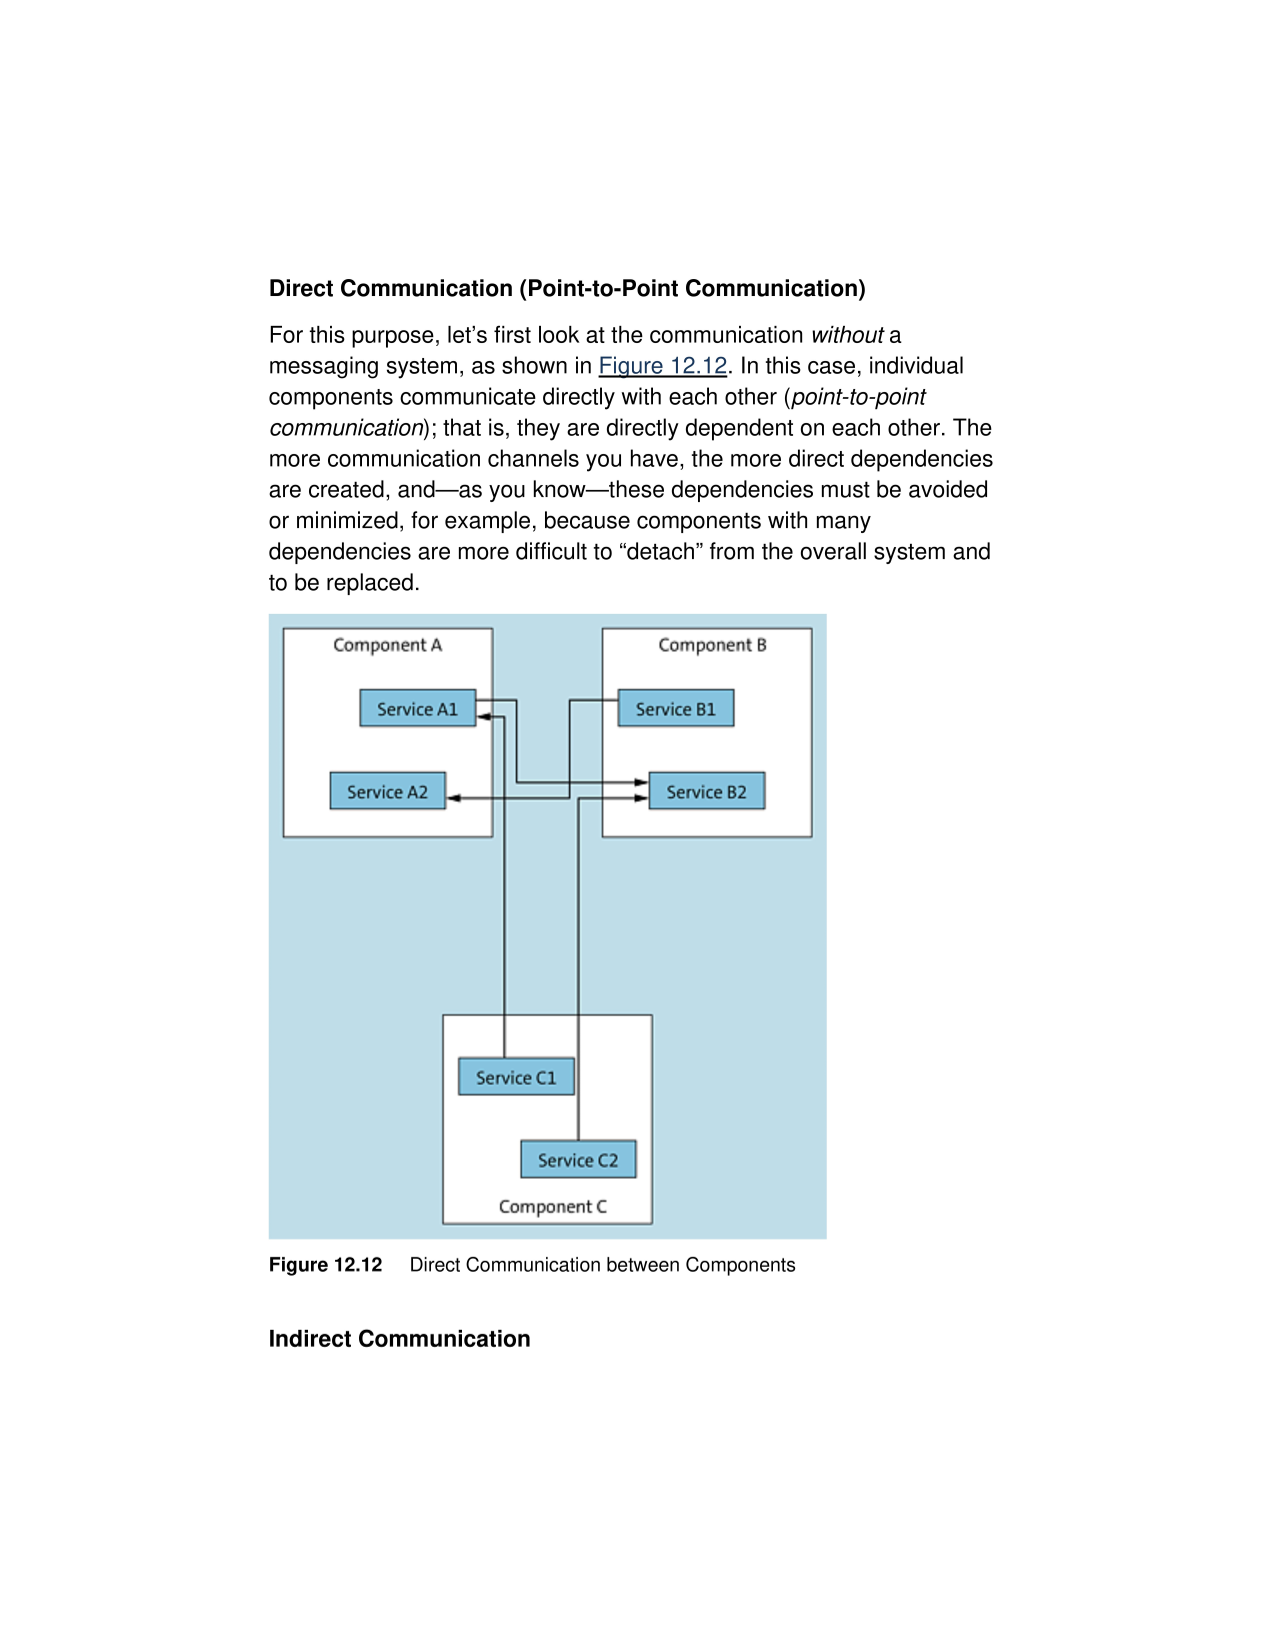 Direct Communication (Point-to-Point Communication)
For this purpose, let’s first look at the communication without a
messaging system, as shown in Figure 12.12. In this case, individual
components communicate directly with each other (point-to-point
communication); that is, they are directly dependent on each other. The
more communication channels you have, the more direct dependencies
are created, and—as you know—these dependencies must be avoided
or minimized, for example, because components with many
dependencies are more difficult to “detach” from the overall system and
to be replaced.
Component A
Service A1
Service A2
Component B
Service B1
Service B2
Service C1
Service C2
Component C
Figure 12.12 Direct Communication between Components
Indirect Communication